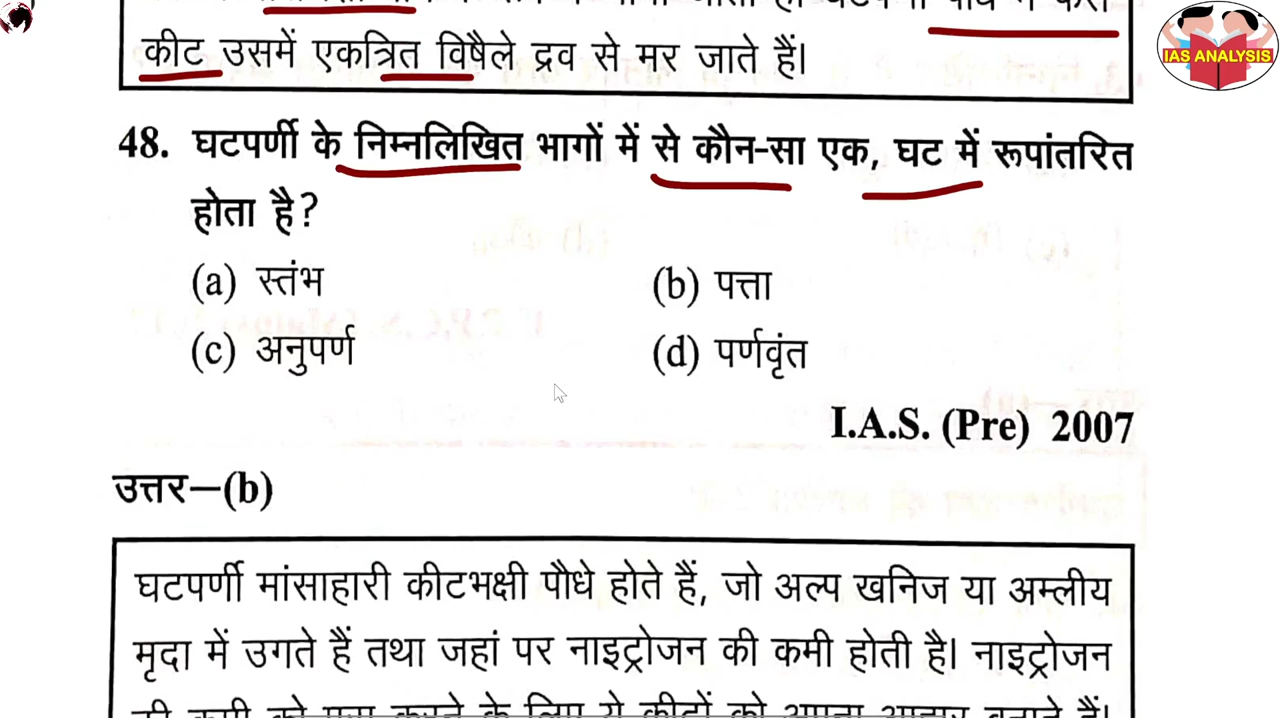 IAS ANALYSIS
कीट उसमें एकत्रित विषैले द्रव से मर जाते हैं।
48. घटपर्णी के निम्नलिखित भागों में से कौन-सा एक, घट में रूपांतरित
होता है?
(a) स्तंभ (b) पत्ता
(c) अनुपर्ण (d) पर्णवृंत
I.A.S. (Pre) 2007
उत्तर—(b)
घटपर्णी मांसाहारी कीटभक्षी पौधे होते हैं, जो अल्प खनिज या अम्लीय
मृदा में उगते हैं तथा जहां पर नाइट्रोजन की कमी होती है। नाइट्रोजन